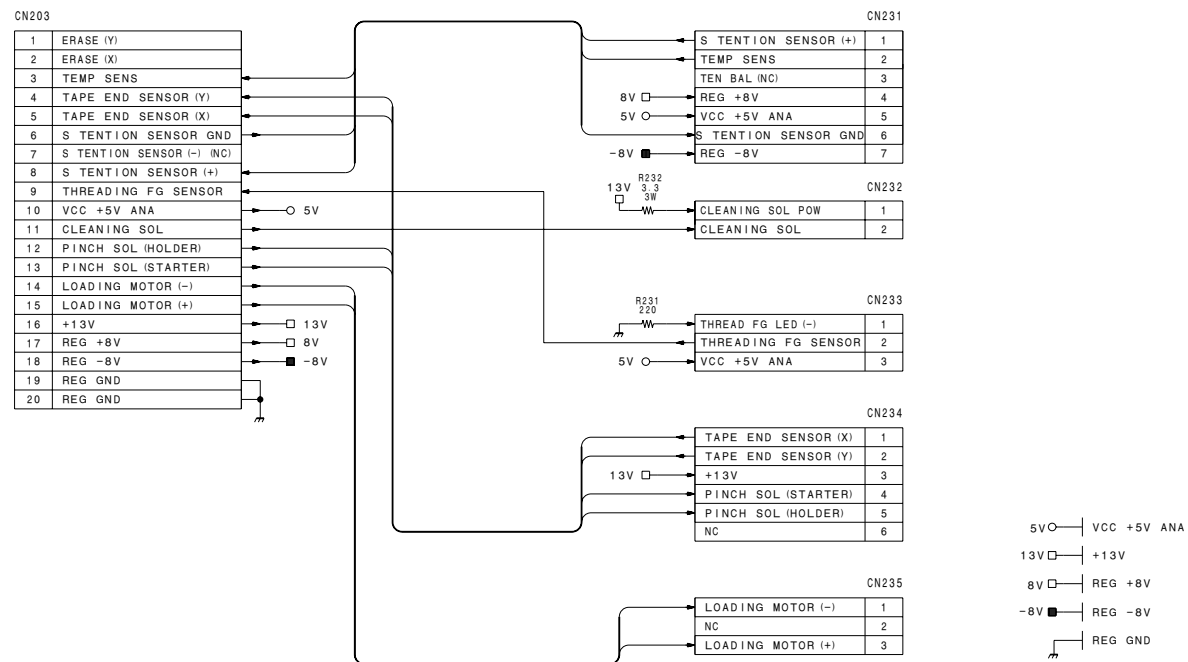 CN203
1 ERASE (Y)
2 ERASE (X)
3 TEMP SENS
4 TAPE END SENSOR (Y)
5 TAPE END SENSOR (X)
6 S TENTION SENSOR GND
7 S TENTION SENSOR (-) (NC)
8 S TENTION SENSOR (+)
9 THREADING FG SENSOR
10 VCC +5V ANA
5V
11 CLEANING SOL
12 PINCH SOL (HOLDER)
13 PINCH SOL (STARTER)
14 LOADING MOTOR (-)
15 LOADING MOTOR (+)
16 +13V
13V
17 REG +8V
8V
18 REG -8V
-8V
19 REG GND
20 REG GND
CN231
S TENTION SENSOR (+) 1
TEMP SENS 2
TEN BAL (NC) 3
8V
REG +8V 4
5V
VCC +5V ANA 5
S TENTION SENSOR GND 6
-8V
REG -8V 7
CN232
13V
R232
3.3
3W
CLEANING SOL POW 1
CLEANING SOL 2
CN233
R231
220
THREAD FG LED (-) 1
THREADING FG SENSOR 2
5V
VCC +5V ANA 3
CN234
TAPE END SENSOR (X) 1
TAPE END SENSOR (Y) 2
13V
+13V 3
PINCH SOL (STARTER) 4
PINCH SOL (HOLDER) 5
NC 6
CN235
LOADING MOTOR (-) 1
NC 2
LOADING MOTOR (+) 3
5V VCC +5V ANA
13V +13V
8V REG +8V
-8V REG -8V
REG GND